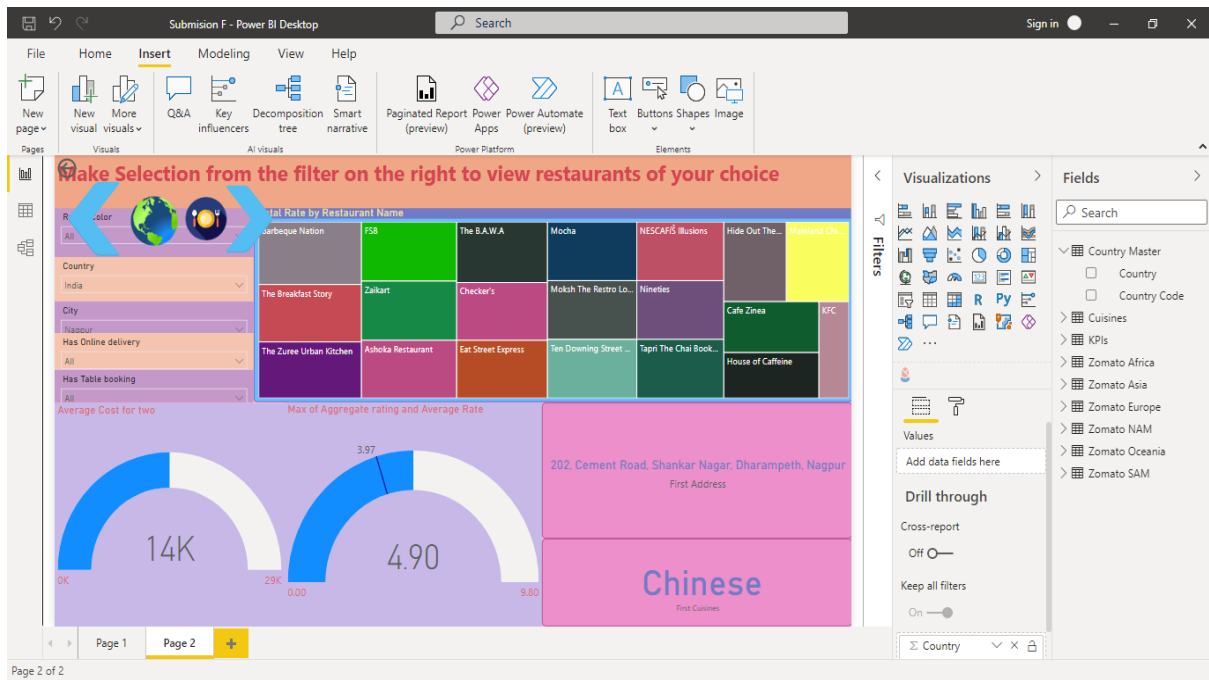 Submision F - Power BI Desktop
Search
Sign in
File Home Insert Modeling View Help
New page
New visual
More visuals
Q&A
Key influencers
Decomposition tree
Smart narrative
Paginated Report (preview)
Power Apps
Power Automate (preview)
Text box
Buttons
Shapes
Image
Pages
Visuals
AI visuals
Power Platform
Elements
Make Selection from the filter on the right to view restaurants of your choice
olor
All
Country
India
City
Nagpur
Has Online delivery
All
Has Table booking
All
tal Rate by Restaurant Name
Barbeque Nation
FSB
The B.A.W.A
Mocha
NESCAFÍŠ Illusions
Hide Out The...
The Breakfast Story
Zaikart
Checker's
Moksh The Restro Lo...
Nineties
Cafe Zinea
KFC
The Zuree Urban Kitchen
Ashoka Restaurant
Eat Street Express
Ten Downing Street ...
Tapri The Chai Book...
House of Caffeine
Average Cost for two
14K
0K
29K
Max of Aggregate rating and Average Rate
3.97
4.90
0.00
9.80
202, Cement Road, Shankar Nagar, Dharampeth, Nagpur
First Address
Chinese
First Cuisines
Filters
Visualizations
R
Py
123
...
Values
Add data fields here
Drill through
Cross-report
Off
Keep all filters
On
Σ Country
Fields
Search
Country Master
Country
Country Code
Cuisines
KPIs
Zomato Africa
Zomato Asia
Zomato Europe
Zomato NAM
Zomato Oceania
Zomato SAM
Page 1
Page 2
Page 2 of 2